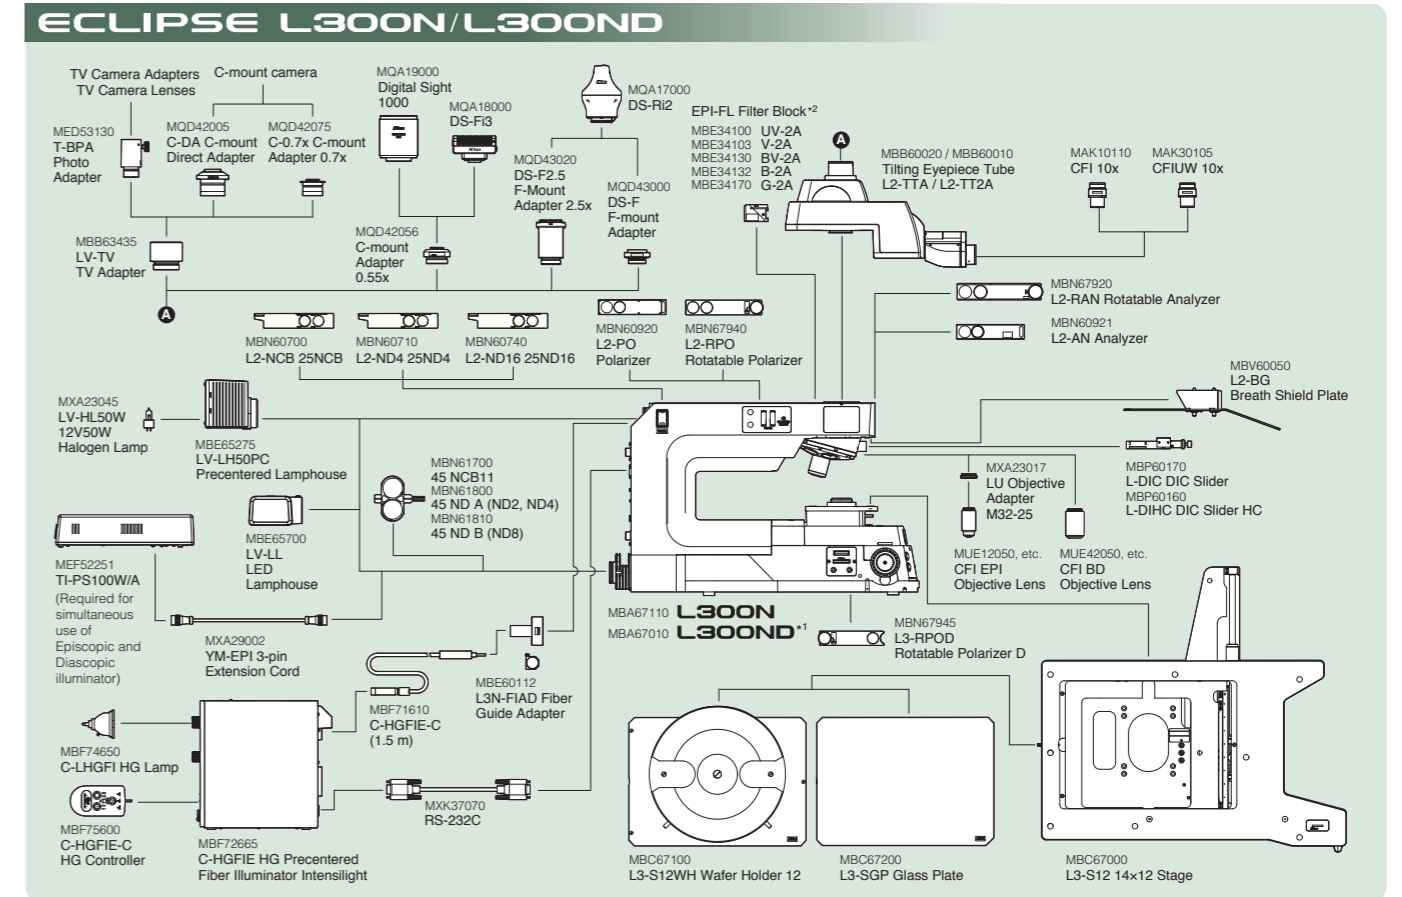 ECLIPSE L300N/L300ND
TV Camera Adapters
TV Camera Lenses
C-mount camera
MED53130
T-BPA
Photo
Adapter
MQD42005
C-DA C-mount
Direct Adapter
MQD42075
C-0.7x C-mount
Adapter 0.7x
MQA19000
Digital Sight
1000
MQA18000
DS-Fi3
MQA17000
DS-Ri2
MQD43020
DS-F2.5
F-Mount
Adapter 2.5x
MQD43000
DS-F
F-mount
Adapter
MBB63435
LV-TV
TV Adapter
MQD42056
C-mount
Adapter
0.55x
A
EPI-FL Filter Block*2
MBE34100 UV-2A
MBE34103 V-2A
MBE34130 BV-2A
MBE34132 B-2A
MBE34170 G-2A
A
MBB60020 / MBB60010
Tilting Eyepiece Tube
L2-TTA / L2-TT2A
MAK10110
CFI 10x
MAK30105
CFIUW 10x
MBN67920
L2-RAN Rotatable Analyzer
MBN60921
L2-AN Analyzer
MBN60700
L2-NCB 25NCB
MBN60710
L2-ND4 25ND4
MBN60740
L2-ND16 25ND16
MBN60920
L2-PO
Polarizer
MBN67940
L2-RPO
Rotatable Polarizer
MBV60050
L2-BG
Breath Shield Plate
MXA23045
LV-HL50W
12V50W
Halogen Lamp
MBE65275
LV-LH50PC
Precentered Lamphouse
MBN61700
45 NCB11
MBN61800
45 ND A (ND2, ND4)
MBN61810
45 ND B (ND8)
MBE65700
LV-LL
LED
Lamphouse
MXA23017
LU Objective
Adapter
M32-25
MBP60170
L-DIC DIC Slider
MBP60160
L-DIHC DIC Slider HC
MUE12050, etc.
CFI EPI
Objective Lens
MUE42050, etc.
CFI BD
Objective Lens
MEF52251
TI-PS100W/A
(Required for
simultaneous
use of
Episcopic and
Diascopic
illuminator)
MXA29002
YM-EPI 3-pin
Extension Cord
MBA67110 L300N
MBA67010 L300ND*1
MBN67945
L3-RPOD
Rotatable Polarizer D
MBE60112
L3N-FIAD Fiber
Guide Adapter
MBF71610
C-HGFIE-C
(1.5 m)
MBF74650
C-LHGFI HG Lamp
MBF75600
C-HGFIE-C
HG Controller
MBF72665
C-HGFIE HG Precentered
Fiber Illuminator Intensilight
MXK37070
RS-232C
MBC67100
L3-S12WH Wafer Holder 12
MBC67200
L3-SGP Glass Plate
MBC67000
L3-S12 14×12 Stage